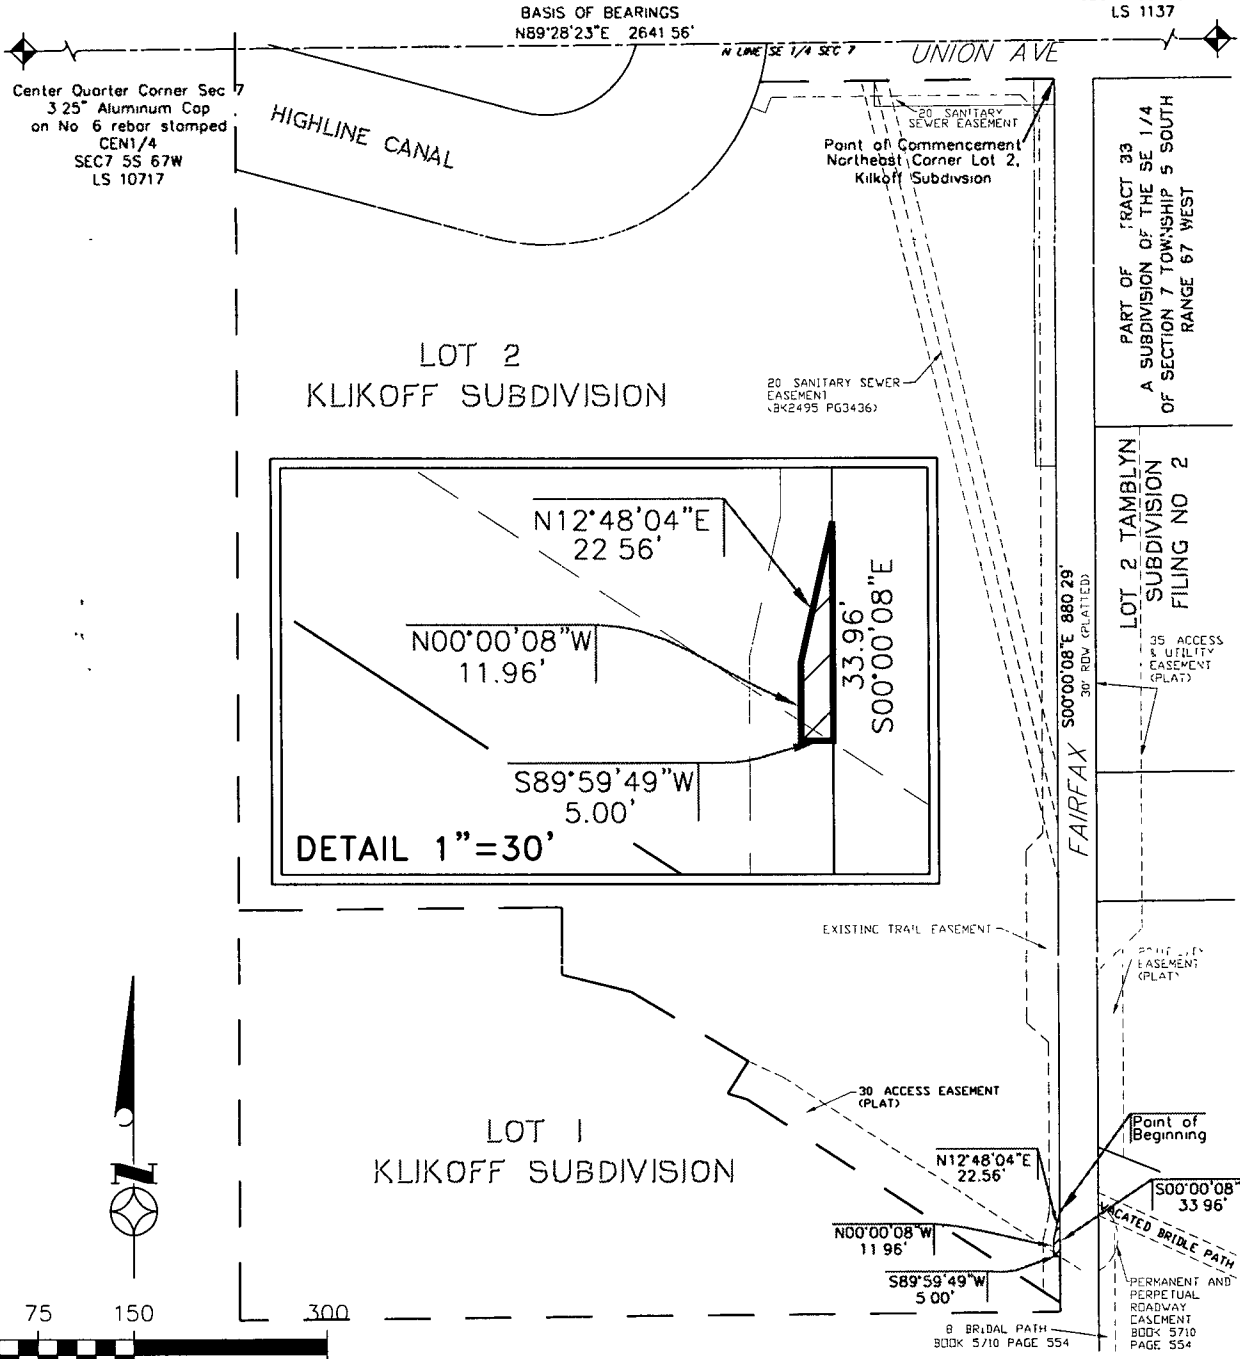 BASIS OF BEARINGS
N89°28'23"E 2641 56'
LS 1137
N LINE SE 1/4 SEC 7
UNION AVE
Center Quarter Corner Sec 7
3 25" Aluminum Cap
on No 6 rebar stamped
CEN1/4
SEC7 5S 67W
LS 10717
HIGHLINE CANAL
20 SANITARY
SEWER EASEMENT
Point of Commencement
Northeast Corner Lot 2,
Kilkoff Subdivsion
PART OF TRACT 33
A SUBDIVISION OF THE SE 1/4
OF SECTION 7 TOWNSHIP 5 SOUTH
RANGE 67 WEST
LOT 2
KLIKOFF SUBDIVISION
20 SANITARY SEWER
EASEMENT
(BK2495 PG3436)
LOT 2 TAMBLYN
SUBDIVISION
FILING NO 2
N12°48'04"E
22 56'
N00°00'08"W
11.96'
33.96'
S00°00'08"E
S89°59'49"W
5.00'
DETAIL 1"=30'
S00°00'08"E 880 29'
30' ROW (PLATTED)
35 ACCESS
& UTILITY
EASEMENT
(PLAT)
FAIRFAX
EXISTING TRAIL EASEMENT
EASEMENT
(PLAT)
30 ACCESS EASEMENT
(PLAT)
LOT 1
KLIKOFF SUBDIVISION
Point of
Beginning
N12°48'04"E
22.56'
S00°00'08"
33 96'
N00°00'08"W
11 96'
VACATED BRIDLE PATH
S89°59'49"W
5 00'
PERMANENT AND
PERPETUAL
ROADWAY
EASEMENT
BOOK 5710
PAGE 554
8 BRIDAL PATH
BOOK 5710 PAGE 554
N
75 150 300